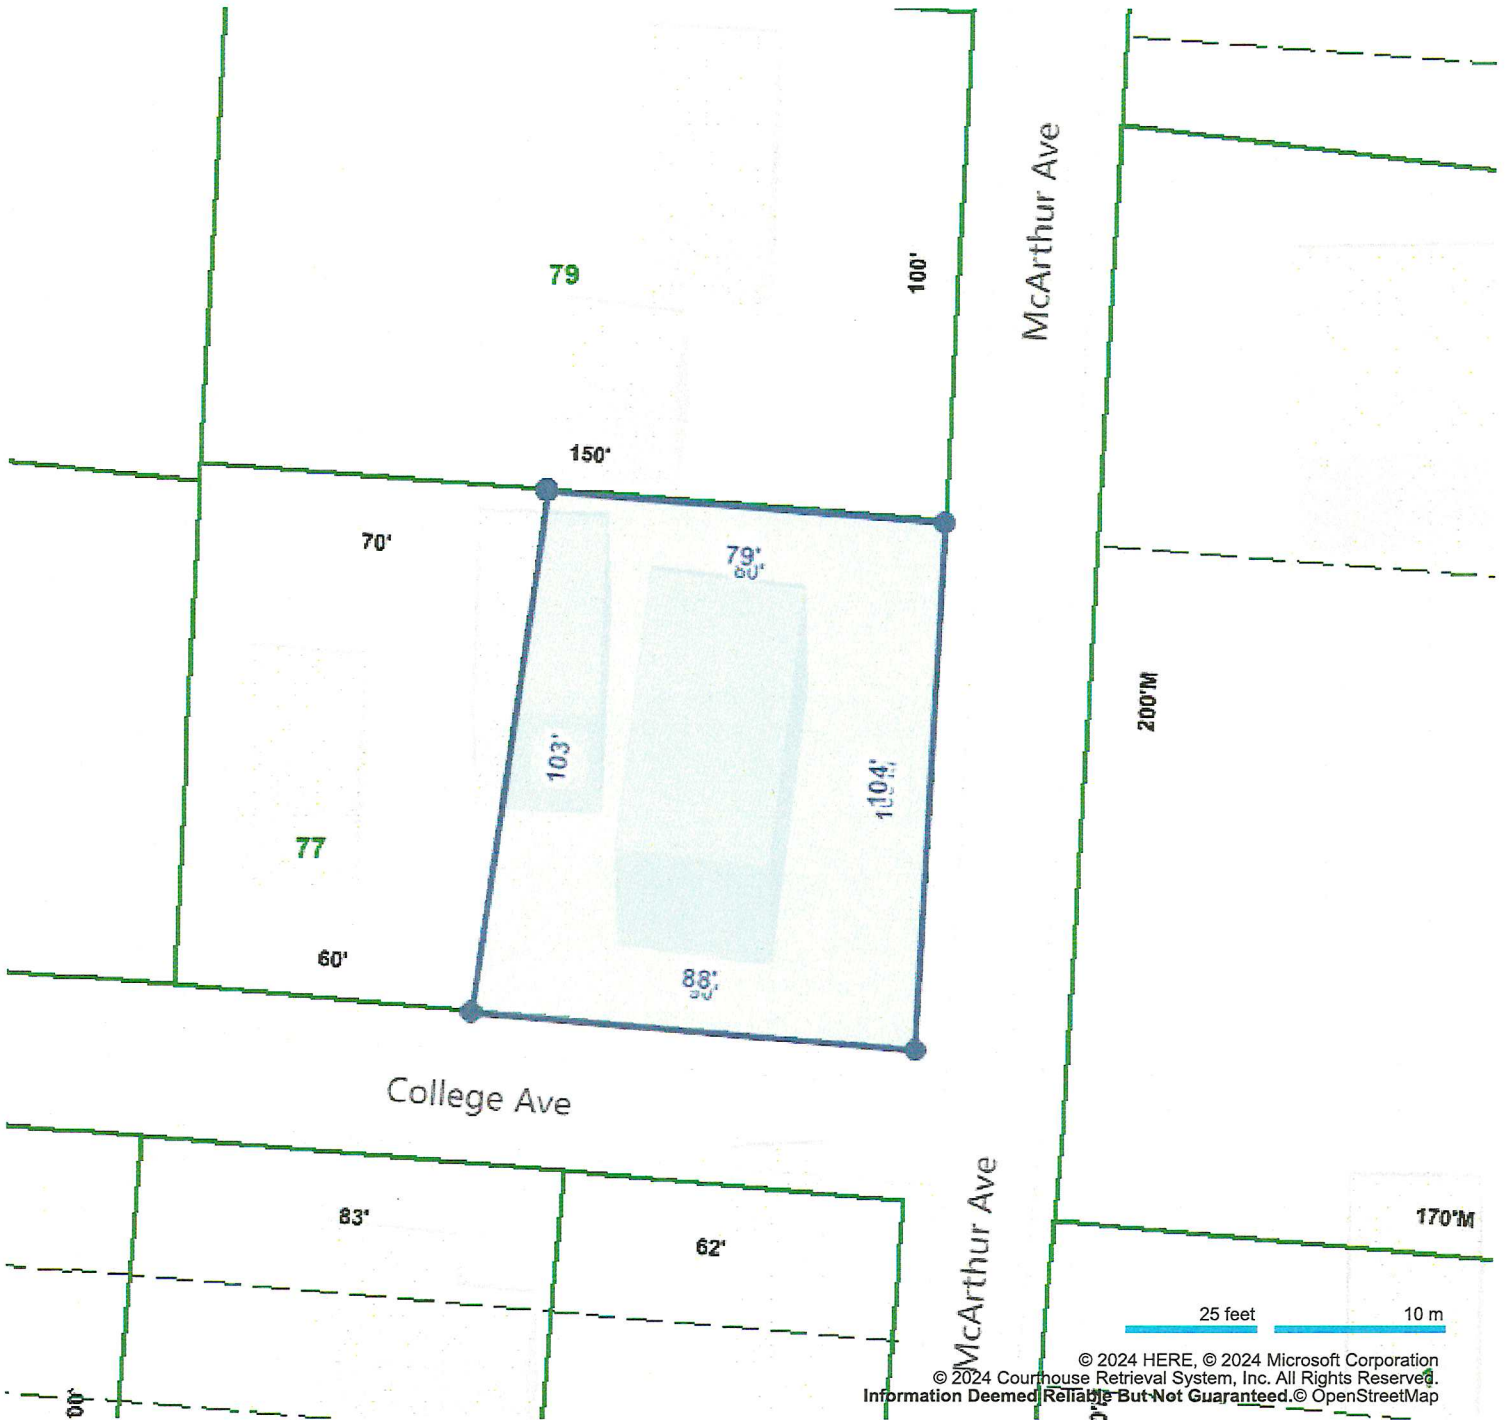 McArthur Ave
79
100'
150'
70'
79'
60'
200'M
103'
104'
77
60'
88'
College Ave
McArthur Ave
83'
62'
170'M
25 feet
10 m
© 2024 HERE, © 2024 Microsoft Corporation
© 2024 Courthouse Retrieval System, Inc. All Rights Reserved.
Information Deemed Reliable But Not Guaranteed.© OpenStreetMap